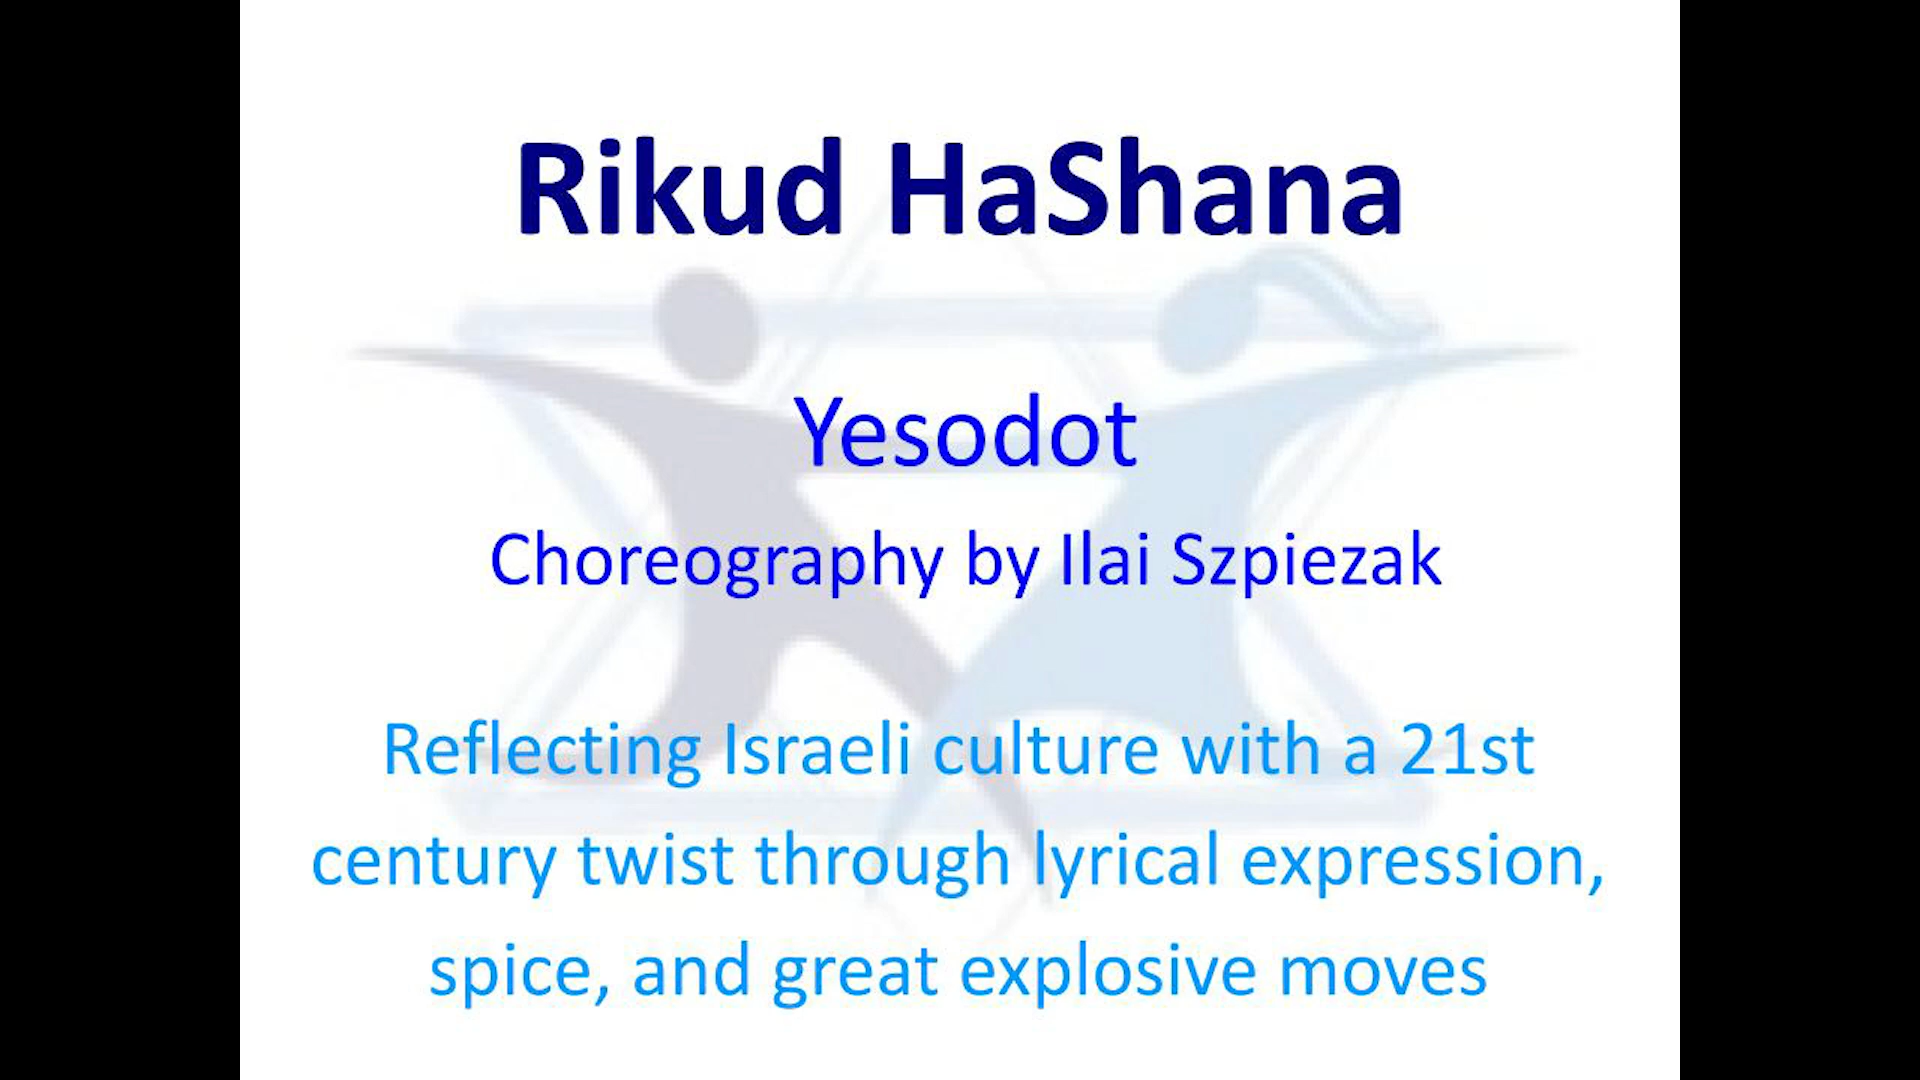 Rikud HaShana
Yesodot
Choreography by Ilai Szpiezak
Reflecting Israeli culture with a 21st
century twist through lyrical expression,
spice, and great explosive moves